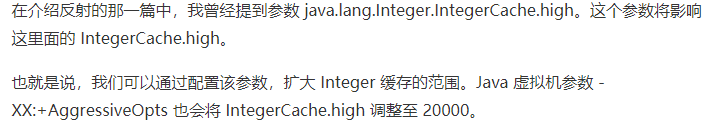 在介绍反射的那一篇中，我曾经提到参数 java.lang.Integer.IntegerCache.high。这个参数将影响
这里面的 IntegerCache.high。
也就是说，我们可以通过配置该参数，扩大 Integer 缓存的范围。Java 虚拟机参数 -
XX:+AggressiveOpts 也会将 IntegerCache.high 调整至 20000。